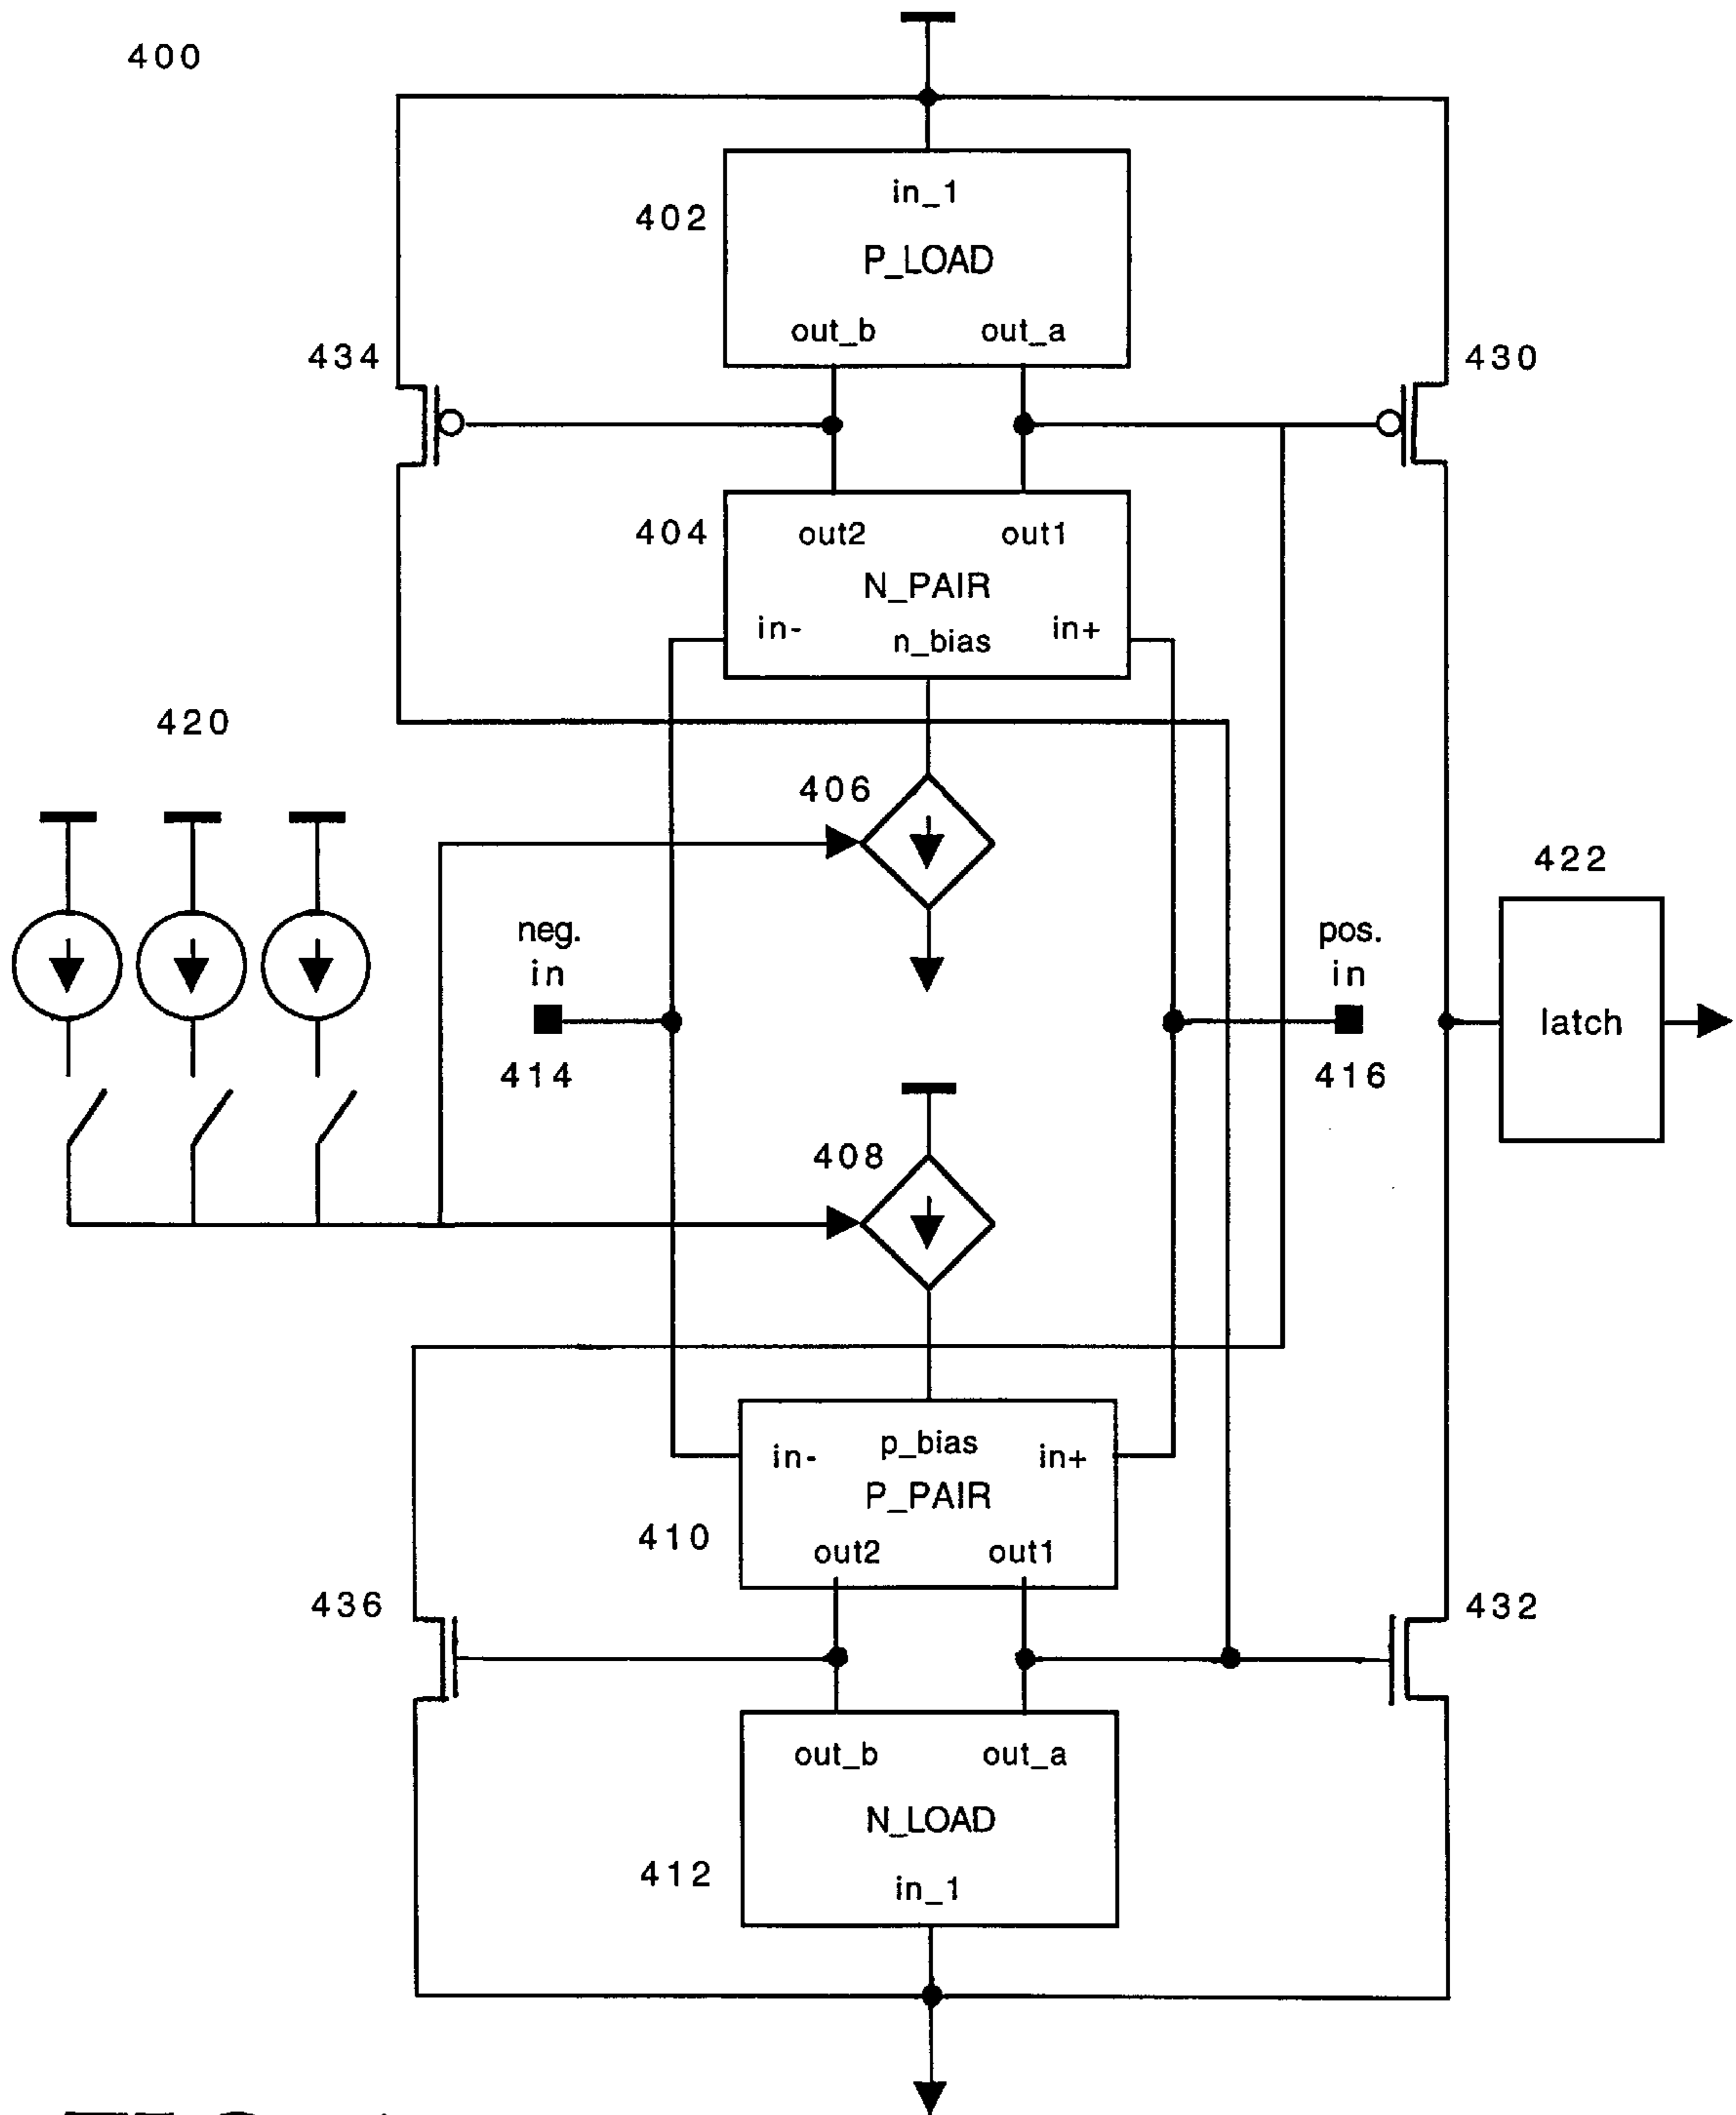 400
in_1
402
P_LOAD
out_b out_a
434
430
404
out2 out1
N_PAIR
in- n_bias in+
420
406
422
neg.
in
pos.
in
latch
414
416
408
p_bias
in- in+
P_PAIR
410
out2 out1
436
432
out_b out_a
N_LOAD
412
in_1